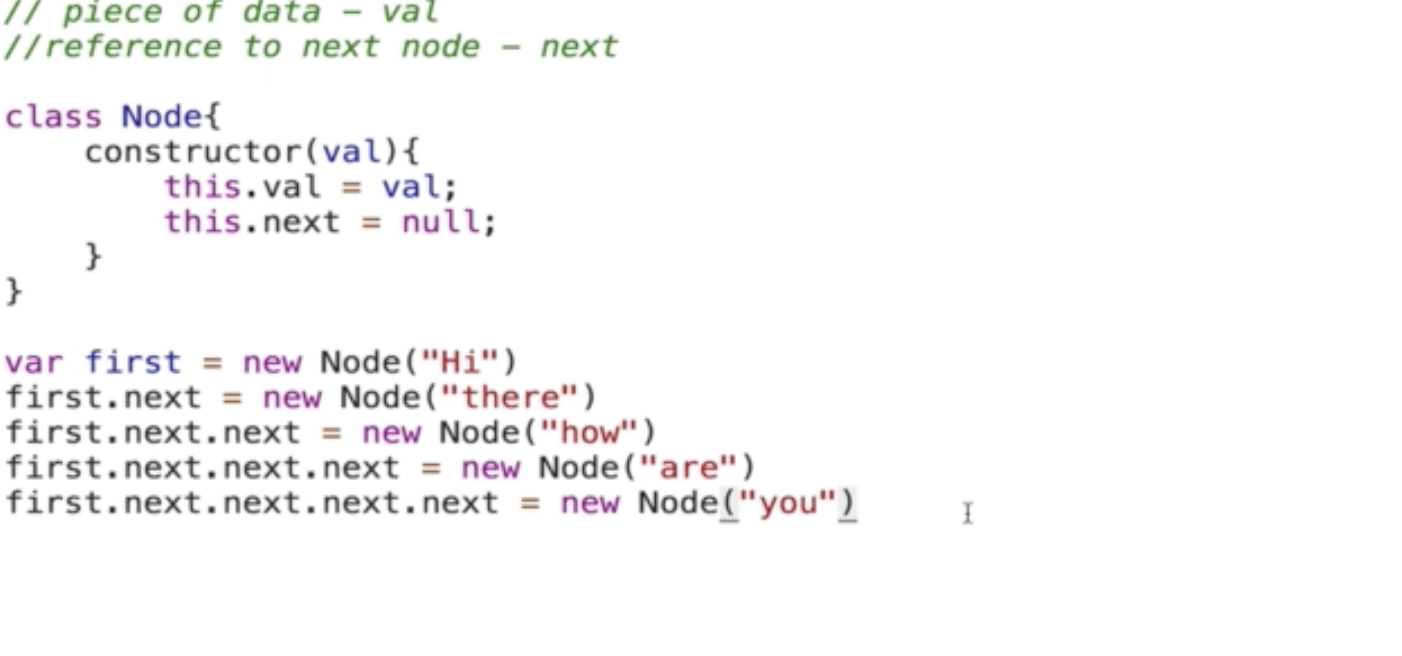 // piece of data – val
//reference to next node – next
class Node{
    constructor(val){
        this.val = val;
        this.next = null;
    }
}
var first = new Node("Hi")
first.next = new Node("there")
first.next.next = new Node("how")
first.next.next.next = new Node("are")
first.next.next.next.next = new Node("you")